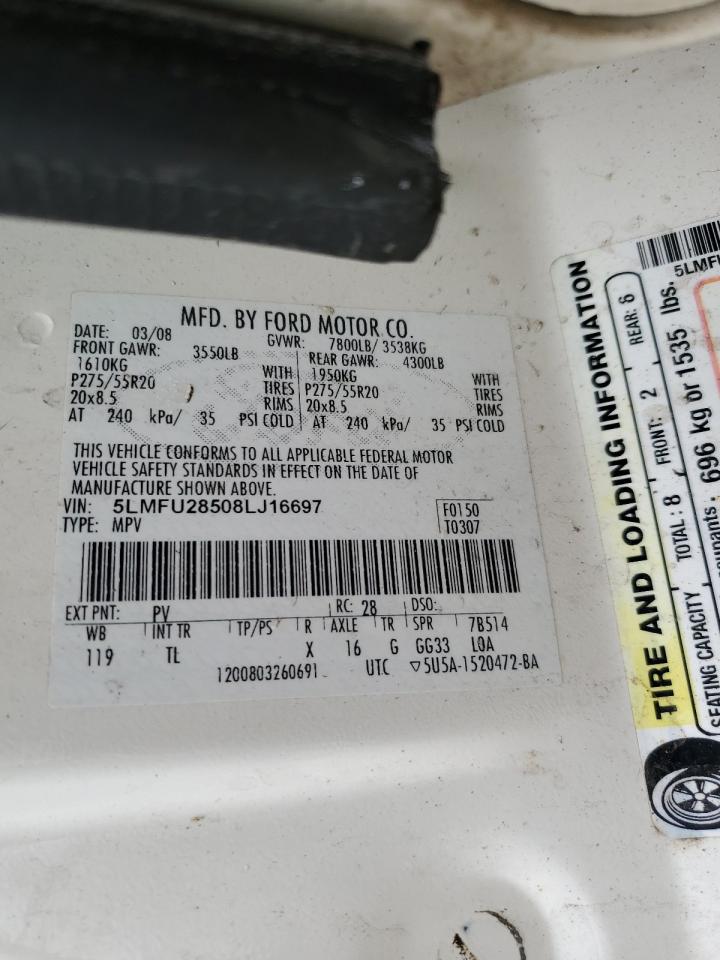 MFD. BY FORD MOTOR CO.
DATE: 03/08 GVWR: 7800LB/ 3538KG
FRONT GAWR: 3550LB REAR GAWR: 4300LB
1610KG WITH 1950KG WITH
P275/55R20 TIRES P275/55R20 TIRES
20x8.5 RIMS 20x8.5 RIMS
AT 240 kPa/ 35 PSI COLD AT 240 kPa/ 35 PSI COLD
THIS VEHICLE CONFORMS TO ALL APPLICABLE FEDERAL MOTOR
VEHICLE SAFETY STANDARDS IN EFFECT ON THE DATE OF
MANUFACTURE SHOWN ABOVE.
VIN: 5LMFU28508LJ16697 F0150
TYPE: MPV T0307
EXT PNT: PV RC: 28 DSO:
WB INT TR TP/PS R AXLE TR SPR 7B514
119 TL X 16 G GG33 L0A
1200803260691 UTC ▽5U5A-1520472-BA
TIRE AND LOADING INFORMATION
SEATING CAPACITY TOTAL: 8 FRONT: 2 REAR: 6
696 kg or 1535 lbs.
5LMFU